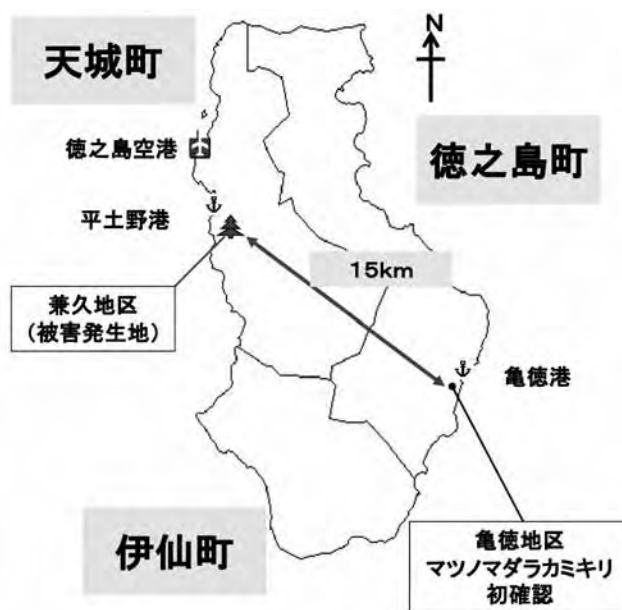 天城町
N
徳之島空港
徳之島町
平土野港
15km
兼久地区
(被害発生地)
亀徳港
伊仙町
亀徳地区
マツノマダラカミキリ
初確認